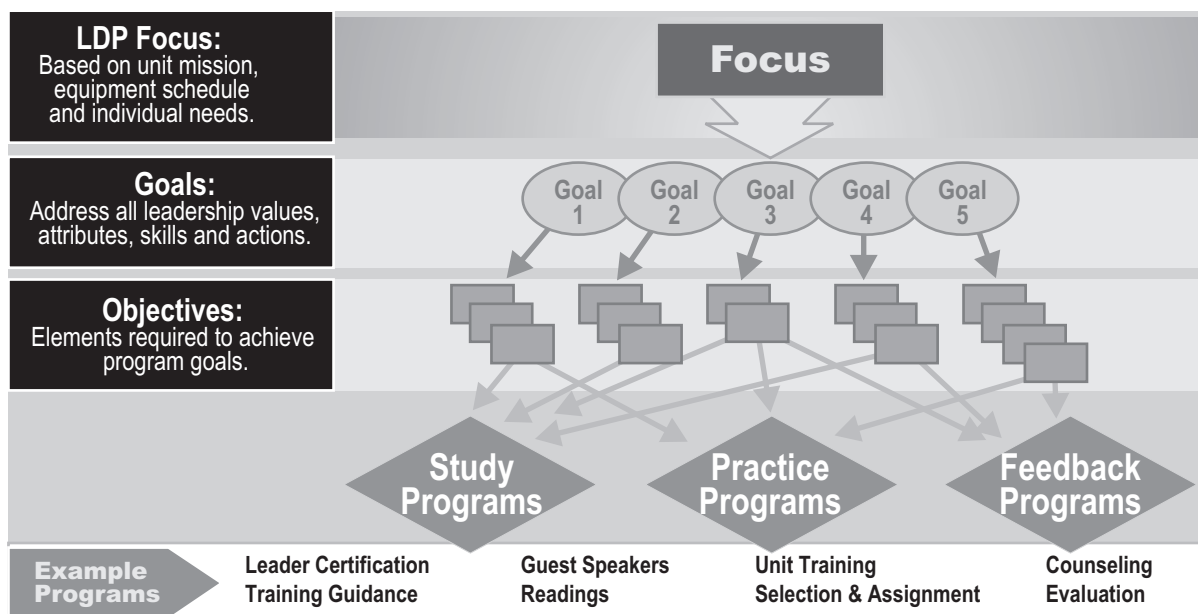 LDP Focus:
Based on unit mission,
equipment schedule
and individual needs.
Focus
Goals:
Address all leadership values,
attributes, skills and actions.
Goal
1
Goal
2
Goal
3
Goal
4
Goal
5
Objectives:
Elements required to achieve
program goals.
Study
Programs
Practice
Programs
Feedback
Programs
Example
Programs
Leader Certification
Training Guidance
Guest Speakers
Readings
Unit Training
Selection & Assignment
Counseling
Evaluation